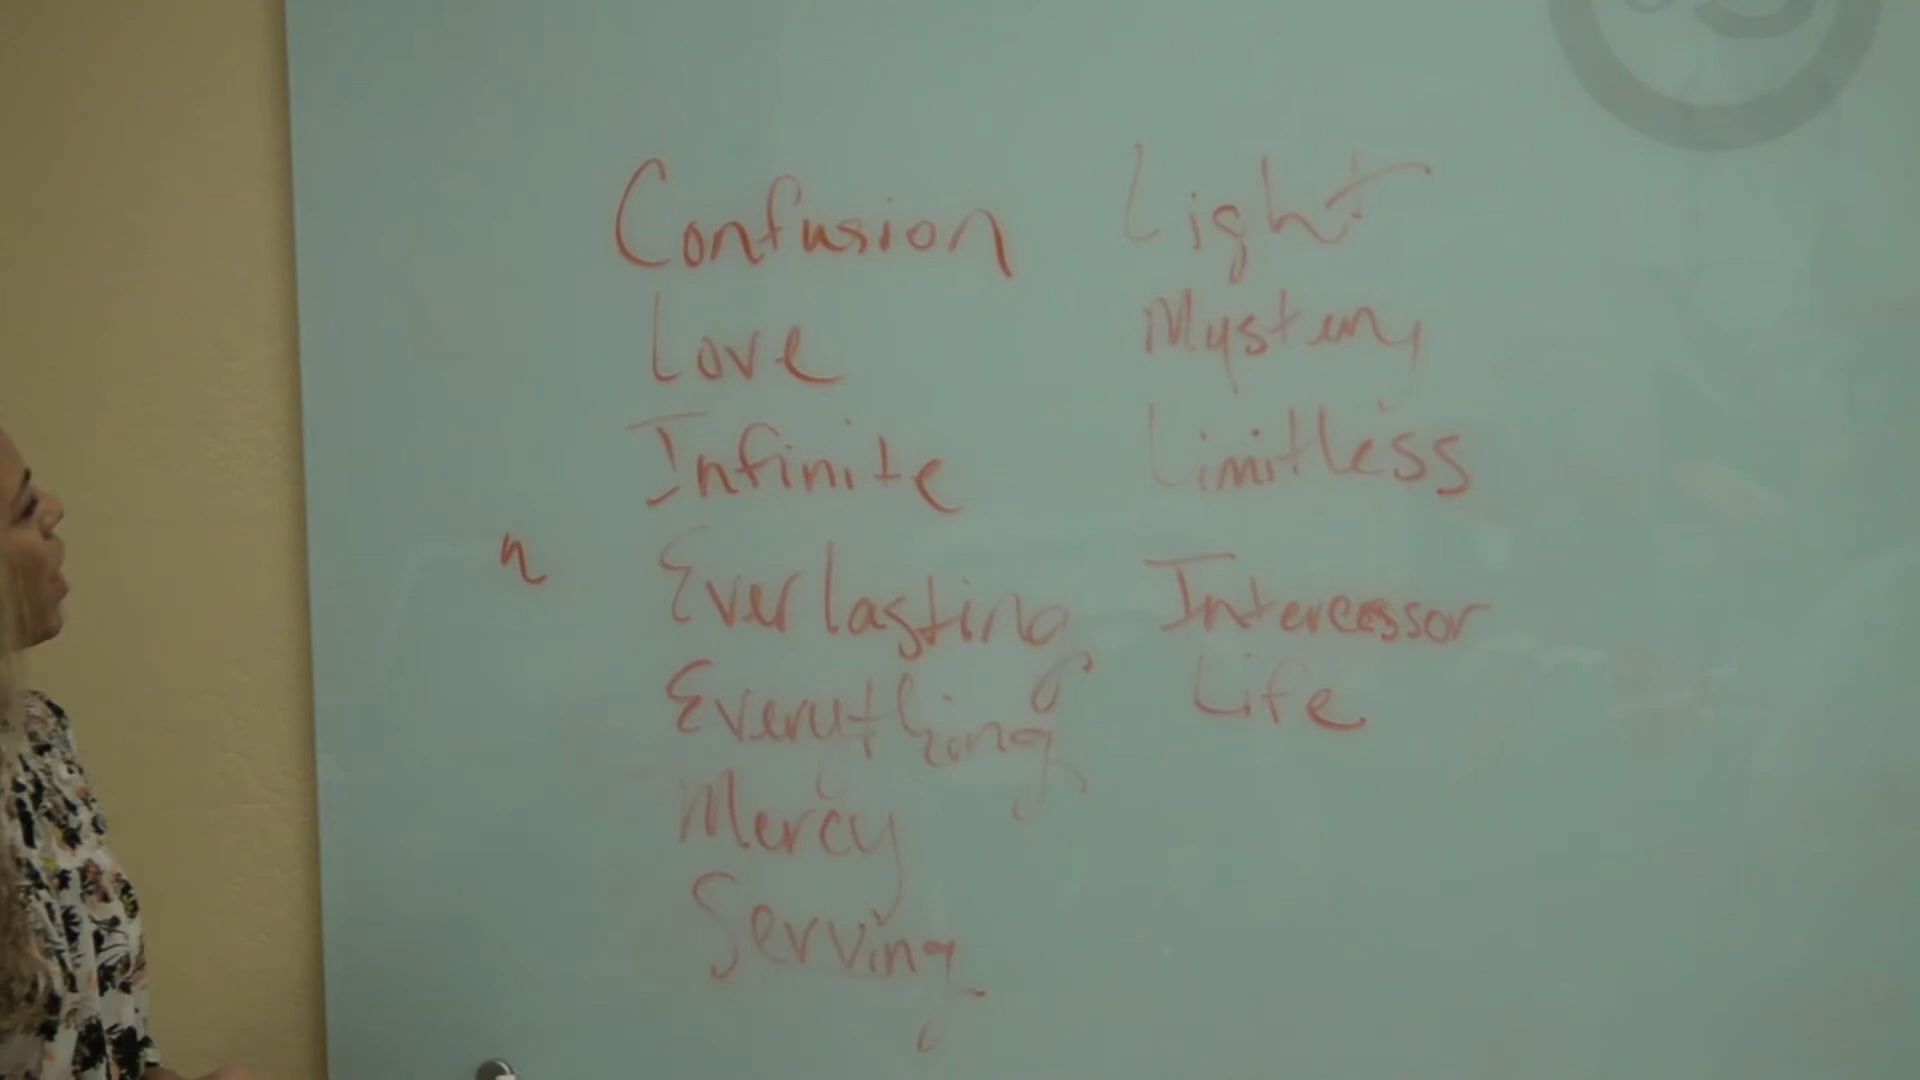 Confusion
Love
Infinite
n
Everlasting
Everything
Mercy
Serving
Light
Mystery
Limitless
Intercessor
Life